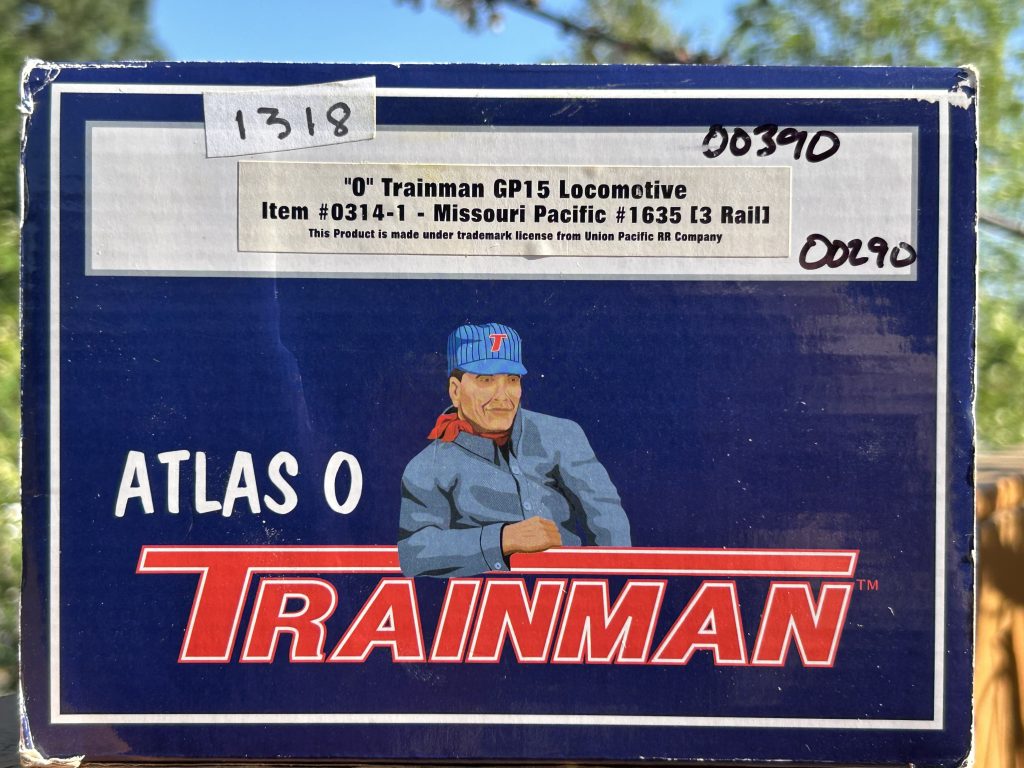 1318
00390
"O" Trainman GP15 Locomotive
Item #0314-1 - Missouri Pacific #1635 [3 Rail]
This Product is made under trademark license from Union Pacific RR Company
00290
T
ATLAS O
TRAINMAN™